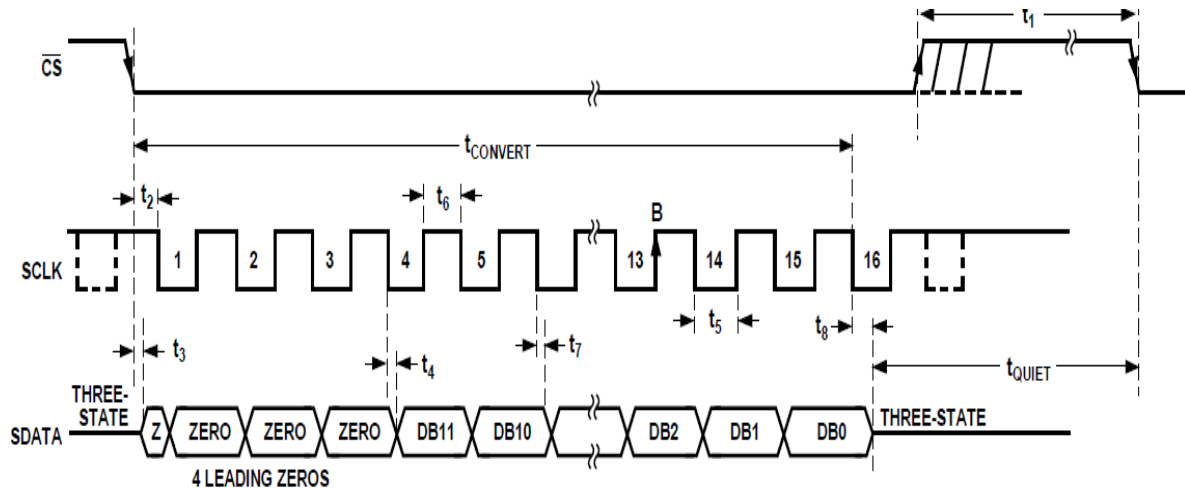 t1
CS
tCONVERT
t2
t6
B
SCLK
1 2 3 4 5 13 14 15 16
t5
t8
t3
t4
t7
tQUIET
THREE-
STATE
THREE-STATE
SDATA
Z ZERO ZERO ZERO DB11 DB10 DB2 DB1 DB0
4 LEADING ZEROS